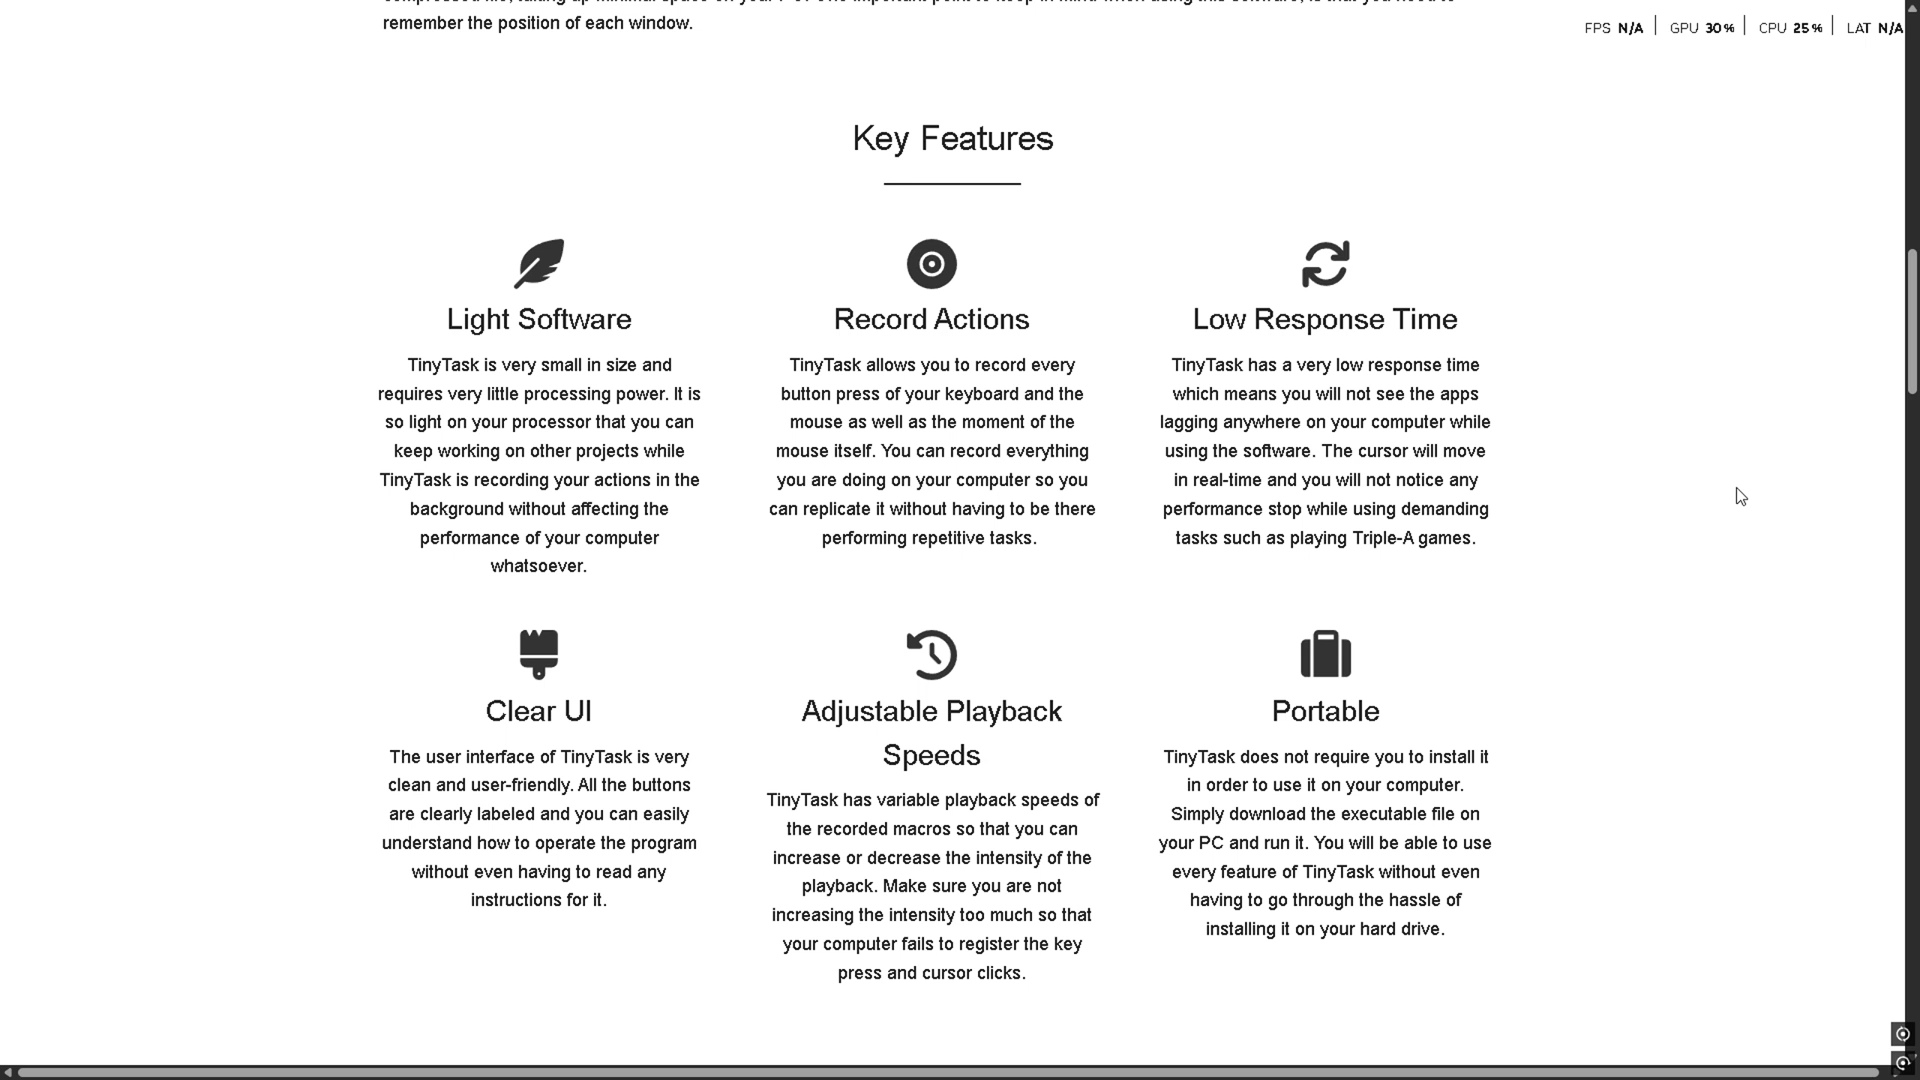 remember the position of each window.
FPS N/A | GPU 30% | CPU 25% | LAT N/A
Key Features
Light Software
TinyTask is very small in size and
requires very little processing power. It is
so light on your processor that you can
keep working on other projects while
TinyTask is recording your actions in the
background without affecting the
performance of your computer
whatsoever.
Record Actions
TinyTask allows you to record every
button press of your keyboard and the
mouse as well as the moment of the
mouse itself. You can record everything
you are doing on your computer so you
can replicate it without having to be there
performing repetitive tasks.
Low Response Time
TinyTask has a very low response time
which means you will not see the apps
lagging anywhere on your computer while
using the software. The cursor will move
in real-time and you will not notice any
performance stop while using demanding
tasks such as playing Triple-A games.
Clear UI
The user interface of TinyTask is very
clean and user-friendly. All the buttons
are clearly labeled and you can easily
understand how to operate the program
without even having to read any
instructions for it.
Adjustable Playback
Speeds
TinyTask has variable playback speeds of
the recorded macros so that you can
increase or decrease the intensity of the
playback. Make sure you are not
increasing the intensity too much so that
your computer fails to register the key
press and cursor clicks.
Portable
TinyTask does not require you to install it
in order to use it on your computer.
Simply download the executable file on
your PC and run it. You will be able to use
every feature of TinyTask without even
having to go through the hassle of
installing it on your hard drive.